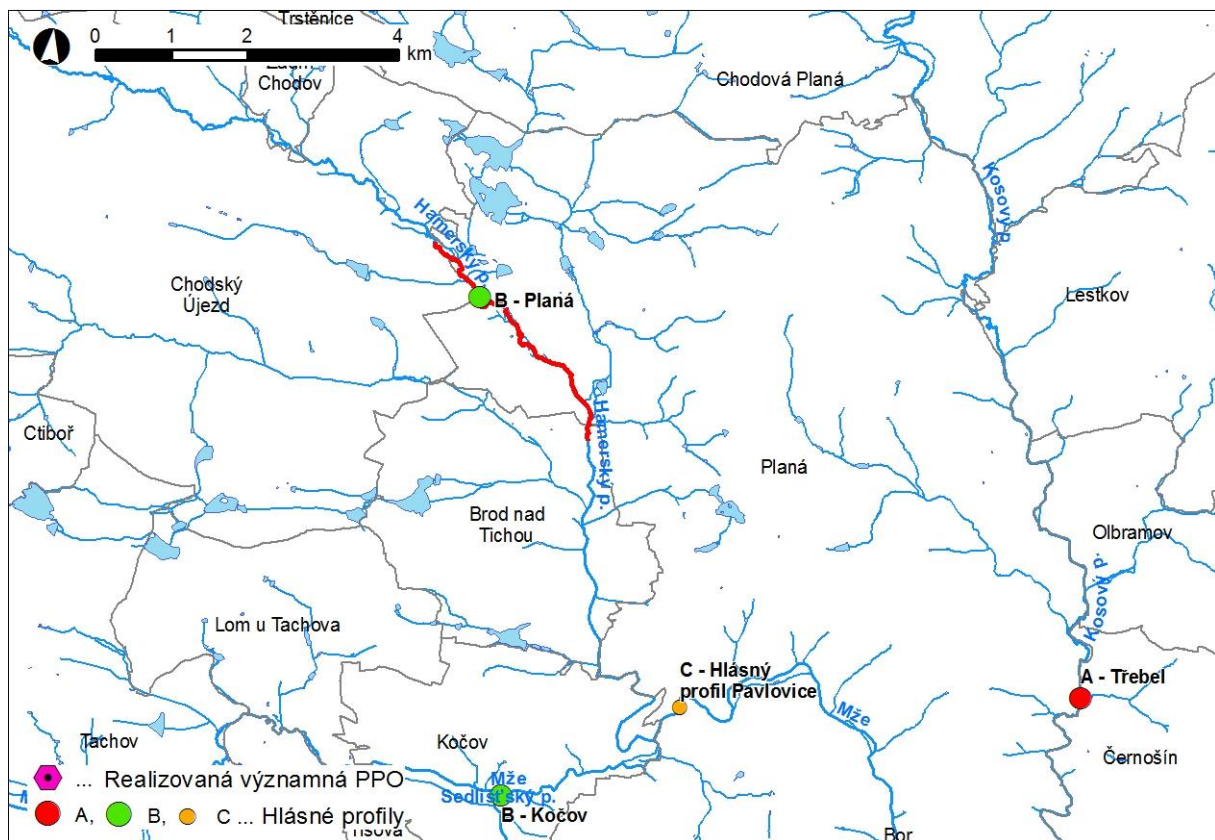 Trstěnice
0 1 2 4
km
Zadní
Chodov
Chodová Planá
Kosový p.
Hamerský p.
Chodský
Újezd
B - Planá
Lestkov
Hamerský p.
Ctiboř
Planá
Brod nad
Tichou
Olbramov
Kosový p.
Lom u Tachova
C - Hlásný
profil Pavlovice
A - Třebel
Mže
Tachov
Kočov
Černošín
... Realizovaná významná PPO
Mže
Sedlišťský p.
A, B, C ... Hlásné profily
B - Kočov
Bor